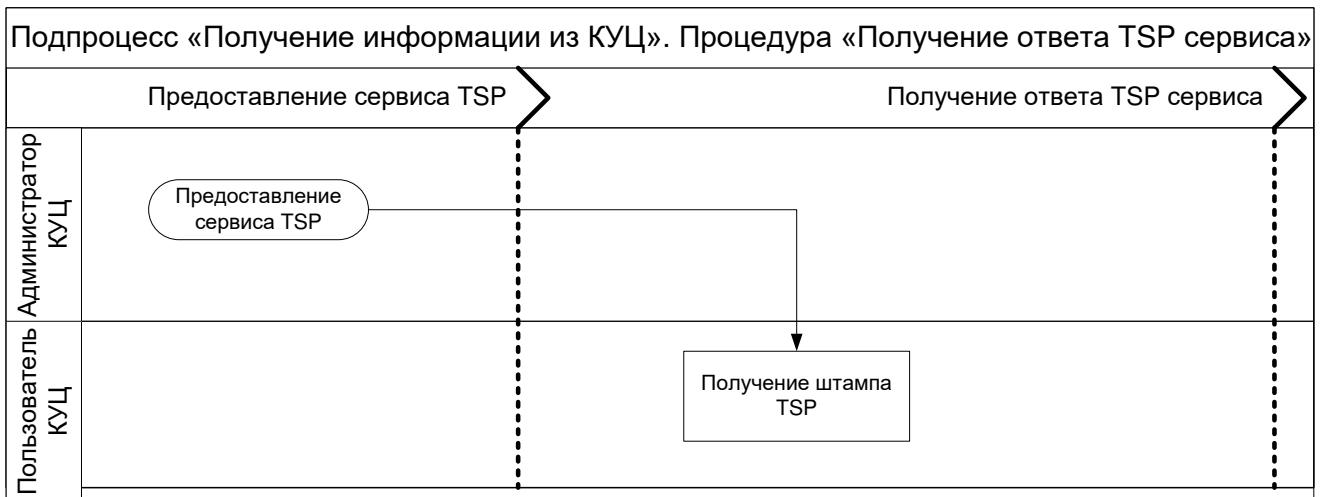 Подпроцесс «Получение информации из КУЦ». Процедура «Получение ответа TSP сервиса»
Предоставление сервиса TSP
Получение ответа TSP сервиса
Администратор
КУЦ
Предоставление
сервиса TSP
Пользователь
КУЦ
Получение штампа
TSP